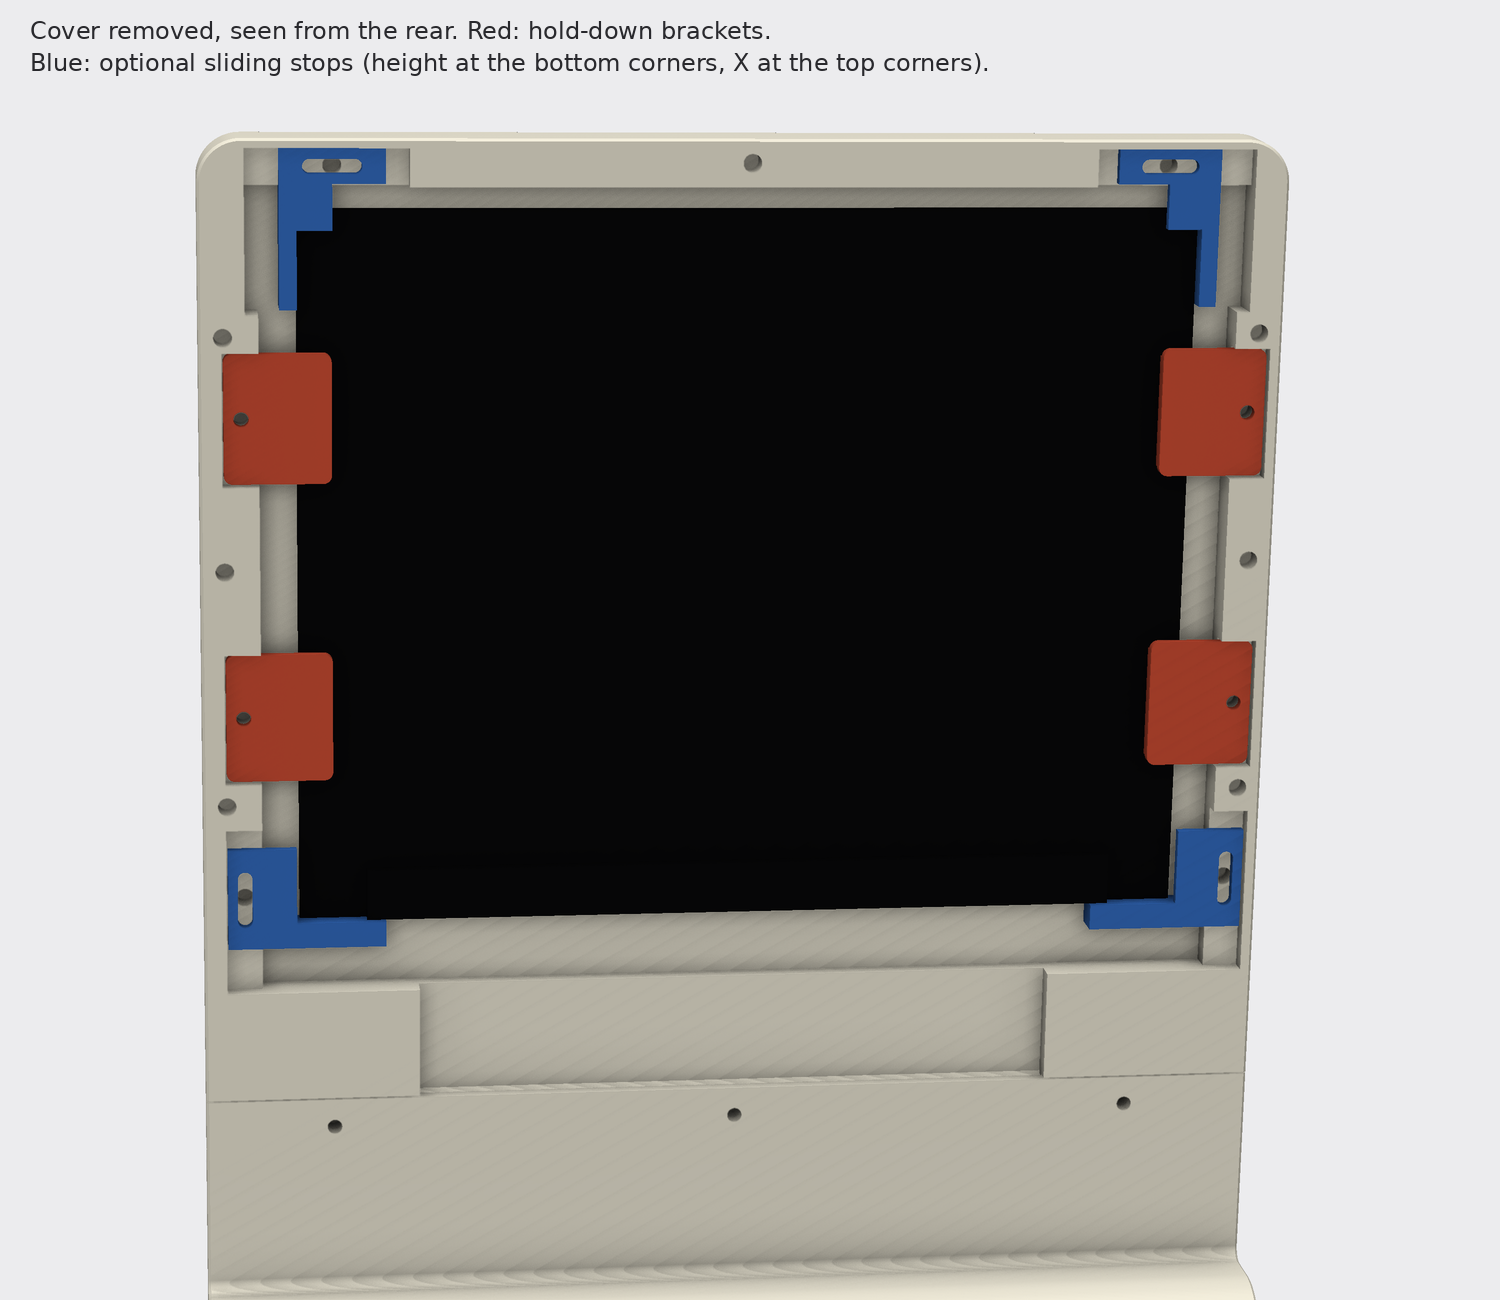 Cover removed, seen from the rear. Red: hold-down brackets.
Blue: optional sliding stops (height at the bottom corners, X at the top corners).